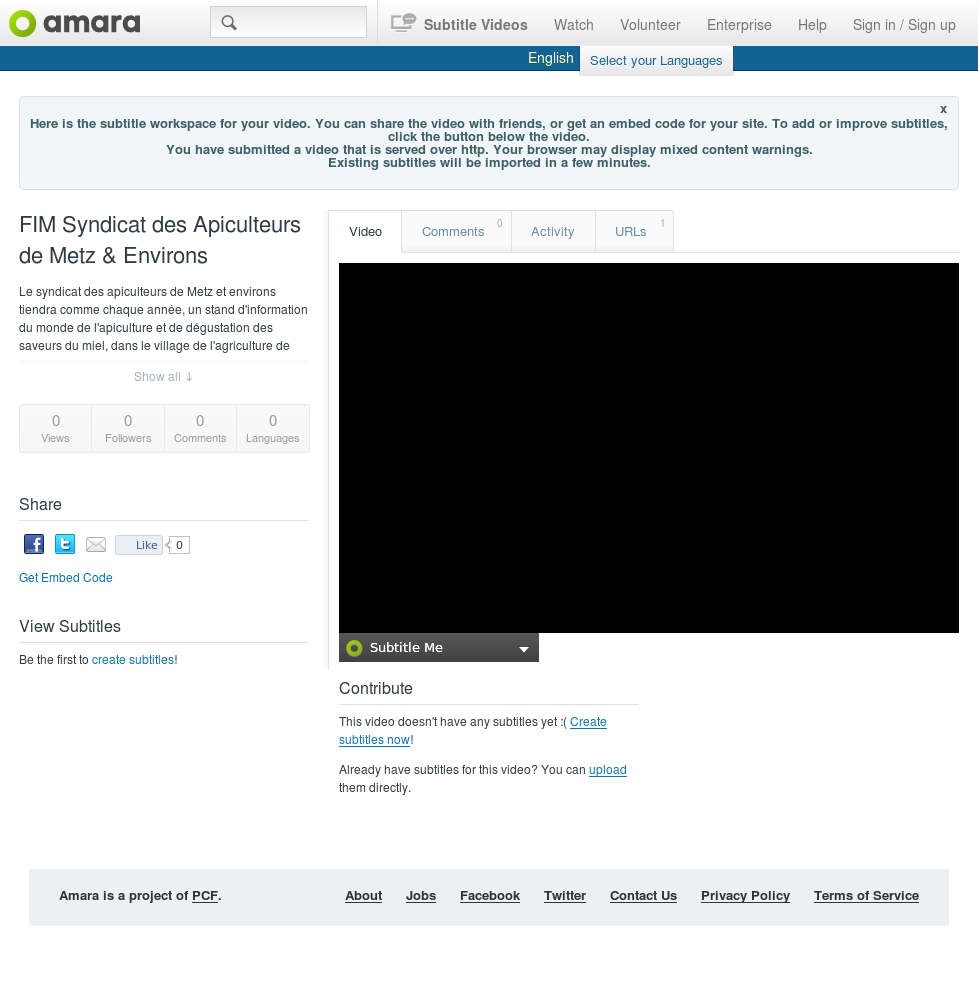 amara
Subtitle Videos Watch Volunteer Enterprise Help Sign in / Sign up
English Select your Languages
x
Here is the subtitle workspace for your video. You can share the video with friends, or get an embed code for your site. To add or improve subtitles,
click the button below the video.
You have submitted a video that is served over http. Your browser may display mixed content warnings.
Existing subtitles will be imported in a few minutes.
FIM Syndicat des Apiculteurs
de Metz & Environs
Le syndicat des apiculteurs de Metz et environs
tiendra comme chaque année, un stand d'information
du monde de l'apiculture et de dégustation des
saveurs du miel, dans le village de l'agriculture de
Show all ↓
0 0 0 0
Views Followers Comments Languages
Share
Like 0
Get Embed Code
View Subtitles
Be the first to create subtitles!
Video Comments 0 Activity URLs 1
Subtitle Me
Contribute
This video doesn't have any subtitles yet :( Create
subtitles now!
Already have subtitles for this video? You can upload
them directly.
Amara is a project of PCF. About Jobs Facebook Twitter Contact Us Privacy Policy Terms of Service